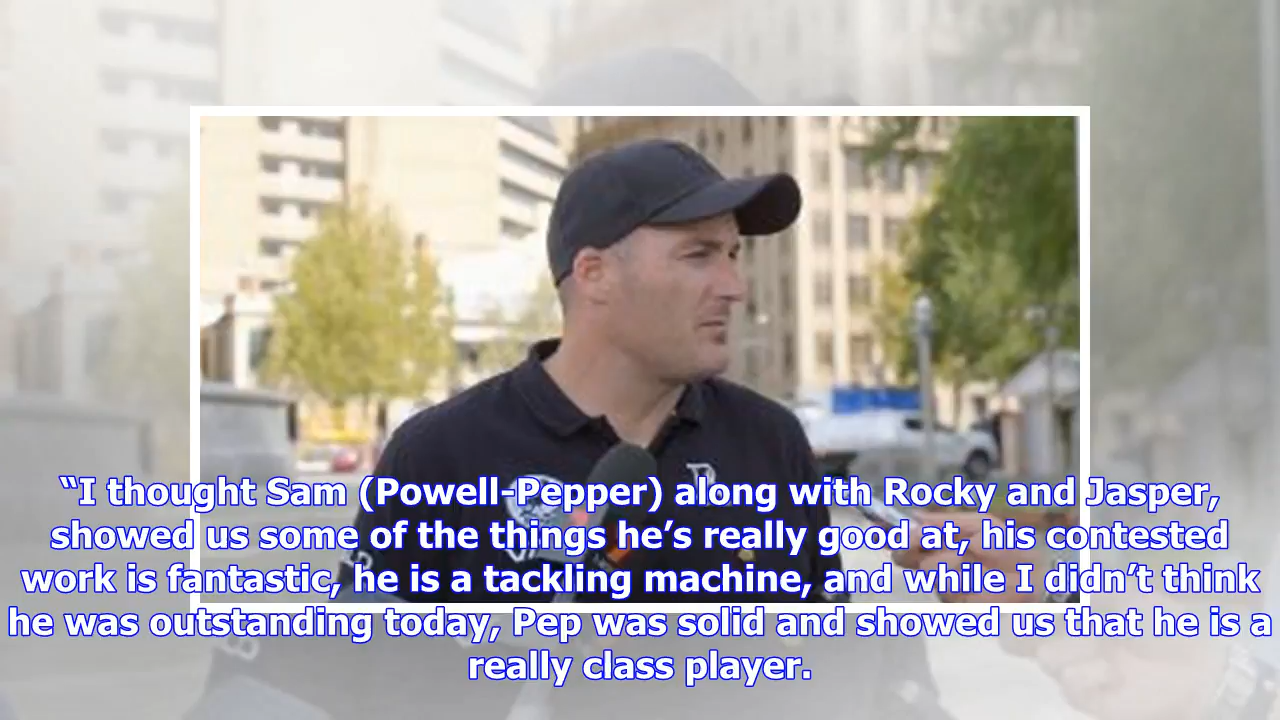 “I thought Sam (Powell-Pepper) along with Rocky and Jasper,
showed us some of the things he’s really good at, his contested
work is fantastic, he is a tackling machine, and while I didn’t think
he was outstanding today, Pep was solid and showed us that he is a
really class player.